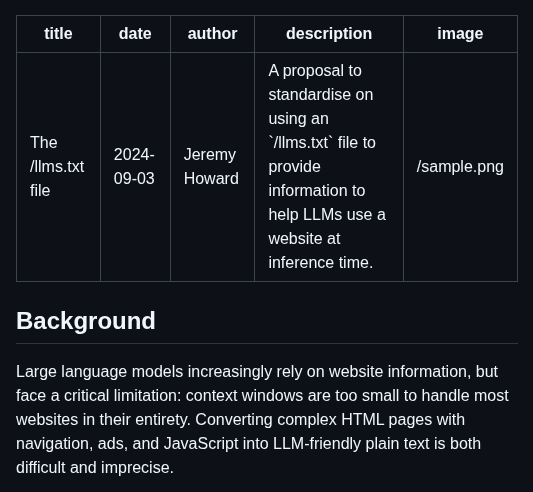 title date author description image
The /llms.txt file
2024-09-03
Jeremy Howard
A proposal to
standardise on
using an
`/llms.txt` file to
provide
information to
help LLMs use a
website at
inference time.
/sample.png
Background
Large language models increasingly rely on website information, but
face a critical limitation: context windows are too small to handle most
websites in their entirety. Converting complex HTML pages with
navigation, ads, and JavaScript into LLM-friendly plain text is both
difficult and imprecise.